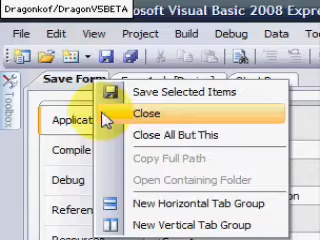 Dragonkof/DragonVSBETA
osoft Visual Basic 2008 Expre
File Edit View Build Debug Data
Save Form
Save Selected Items
Applicat
Close
Close All But This
Compile
Copy Full Path
Debug
Open Containing Folder
Referen
New Horizontal Tab Group
New Vertical Tab Group
Toolbox